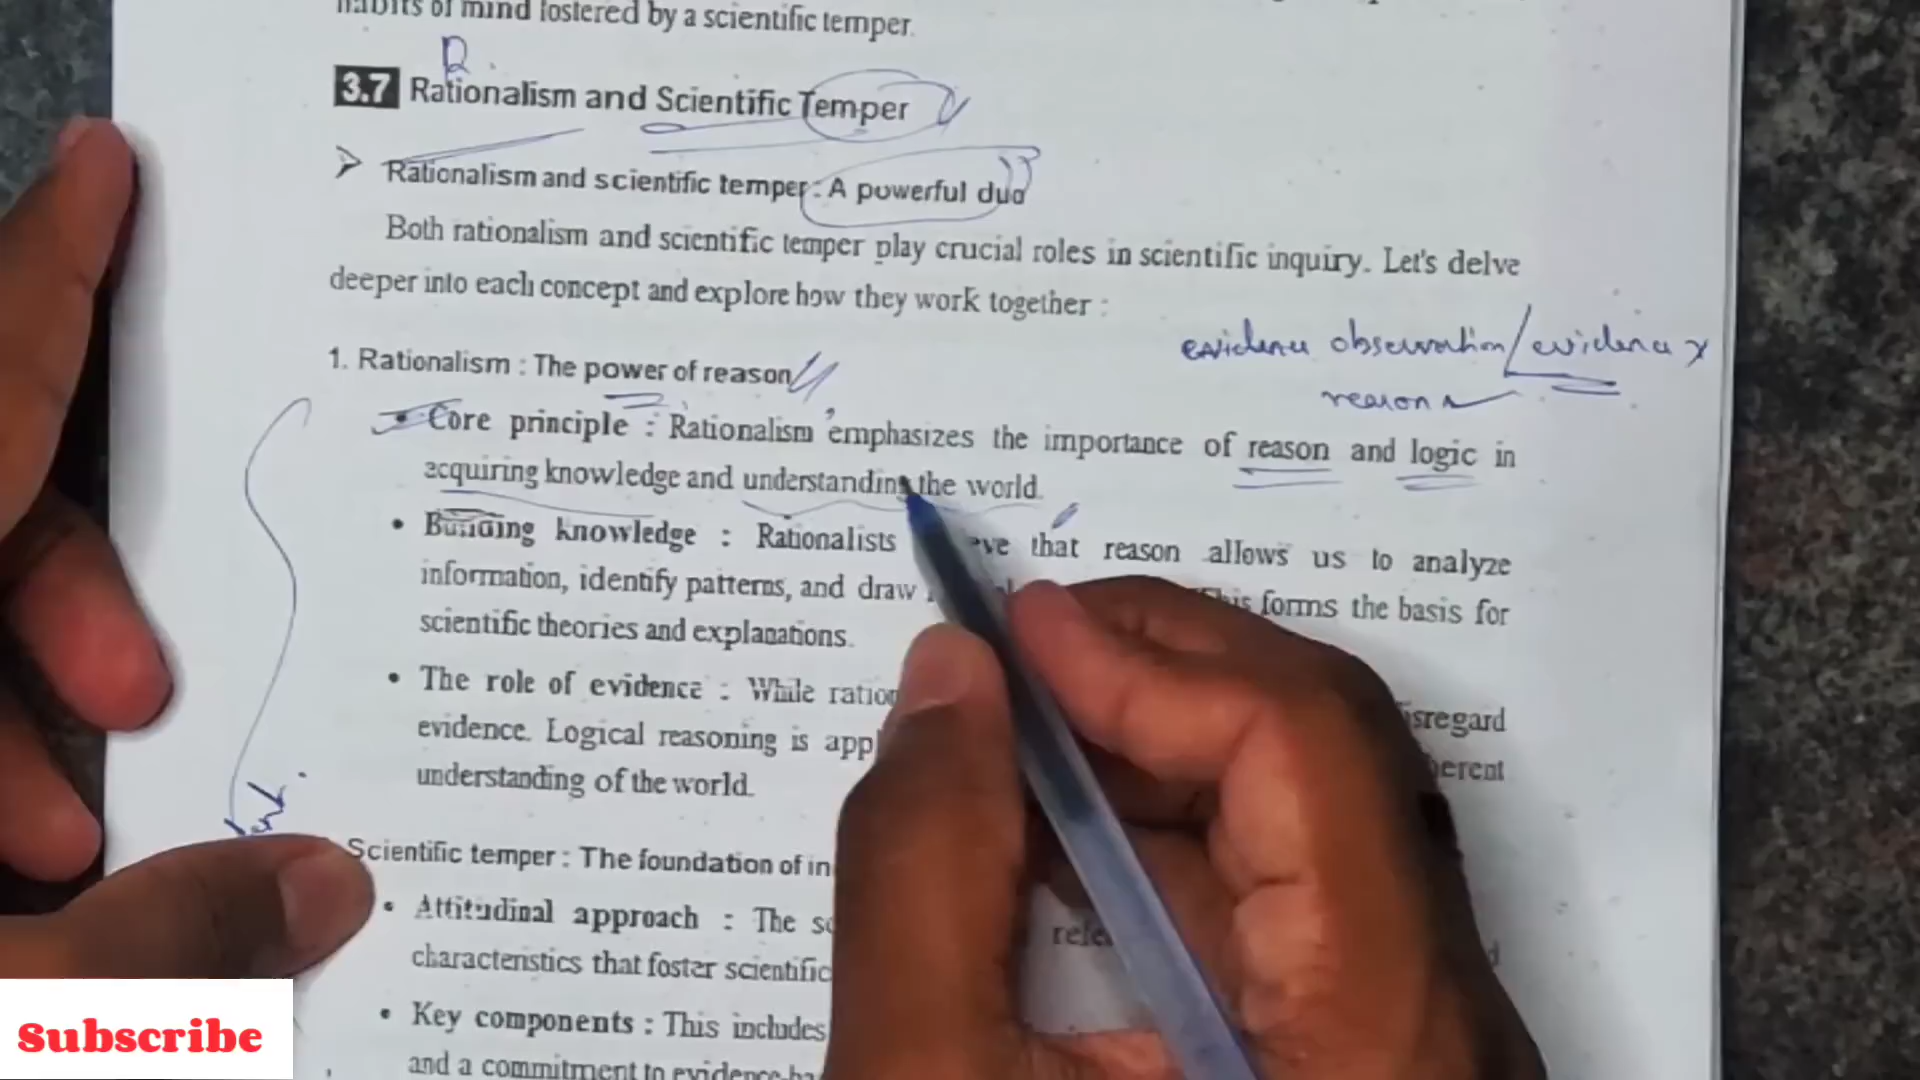 habits of mind fostered by a scientific temper.
R
3.7 Rationalism and Scientific Temper
➢ Rationalism and scientific temper : A powerful duo
Both rationalism and scientific temper play crucial roles in scientific inquiry. Let's delve
deeper into each concept and explore how they work together :
evidence observation/evidence x
reason
1. Rationalism : The power of reason
• Core principle : Rationalism emphasizes the importance of reason and logic in
acquiring knowledge and understanding the world.
• Building knowledge : Rationalists that reason allows us to analyze
information, identify patterns, and draw forms the basis for
scientific theories and explanations.
• The role of evidence : While
evidence. Logical reasoning is
understanding of the world.
Scientific temper : The foundation of
• Attitudinal approach : The
characteristics that foster scientific
• Key components : This includes
and a commitment to
Subscribe